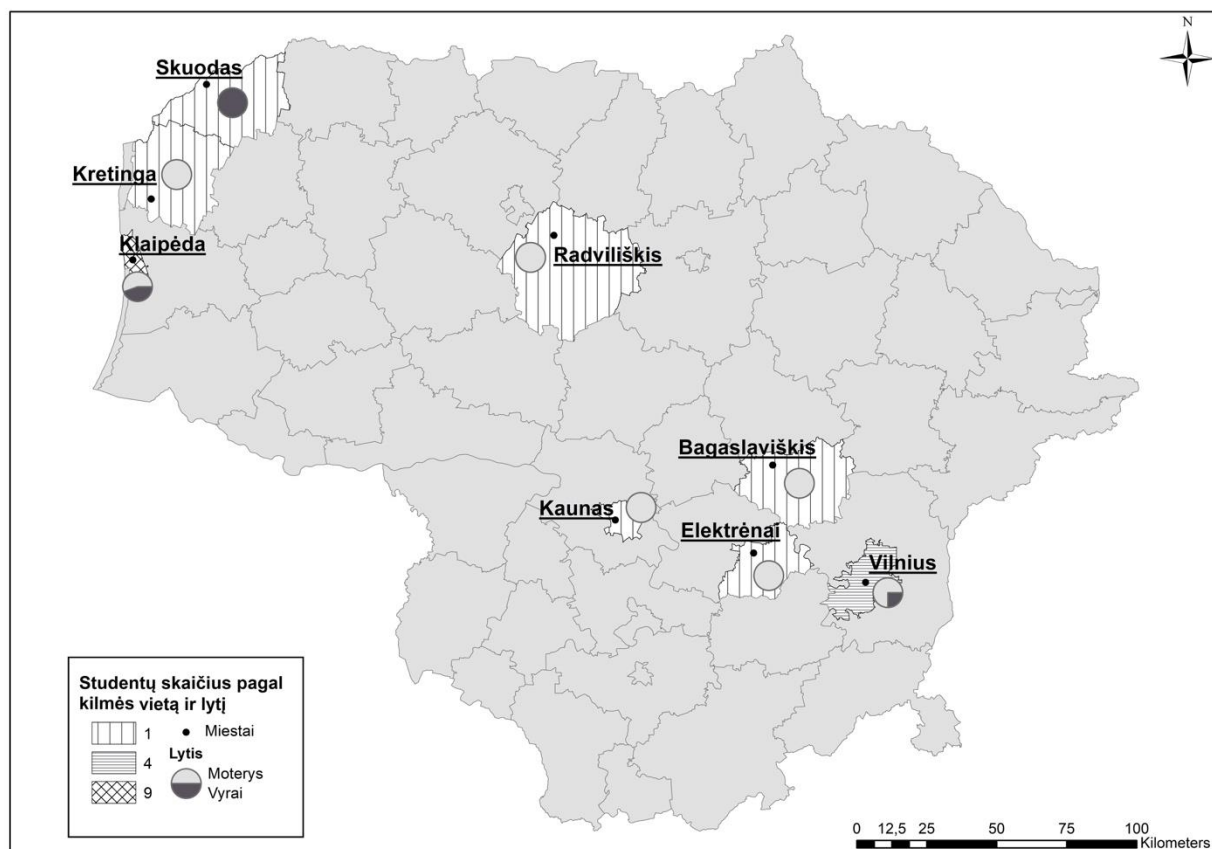 N
Skuodas
Kretinga
Klaipėda
Radviliškis
Bagaslaviškis
Kaunas
Elektrėnai
Vilnius
Studentų skaičius pagal
kilmės vietą ir lytį
1
Miestai
4
Lytis
Moterys
9
Vyrai
0 12,5 25 50 75 100
Kilometers